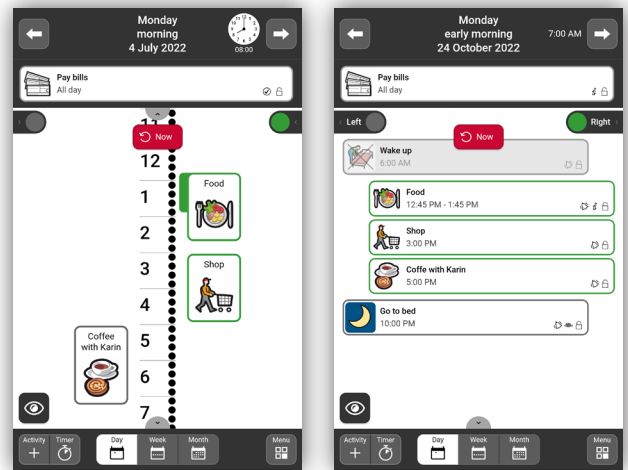 Monday
morning
4 July 2022
08:00
Pay bills
All day
11
Now
12
1
2
3
4
5
6
7
Food
Shop
Coffee
with Karin
Activity
Timer
Day
Week
Month
Menu
Monday
early morning
24 October 2022
7:00 AM
Pay bills
All day
Left
Right
Now
Wake up
6:00 AM
Food
12:45 PM - 1:45 PM
Shop
3:00 PM
Coffe with Karin
5:00 PM
Go to bed
10:00 PM
Activity
Timer
Day
Week
Month
Menu